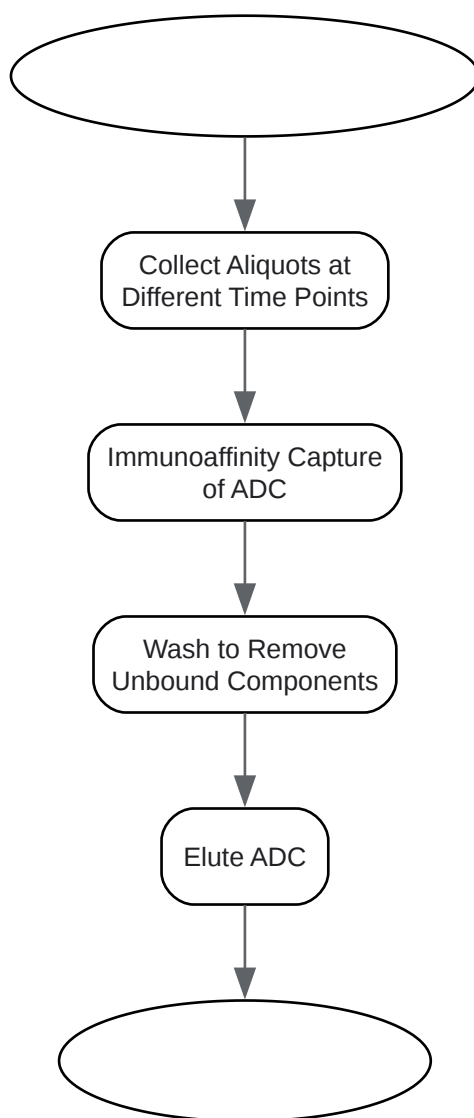 Collect Aliquots at
Different Time Points
Immunoaffinity Capture
of ADC
Wash to Remove
Unbound Components
Elute ADC